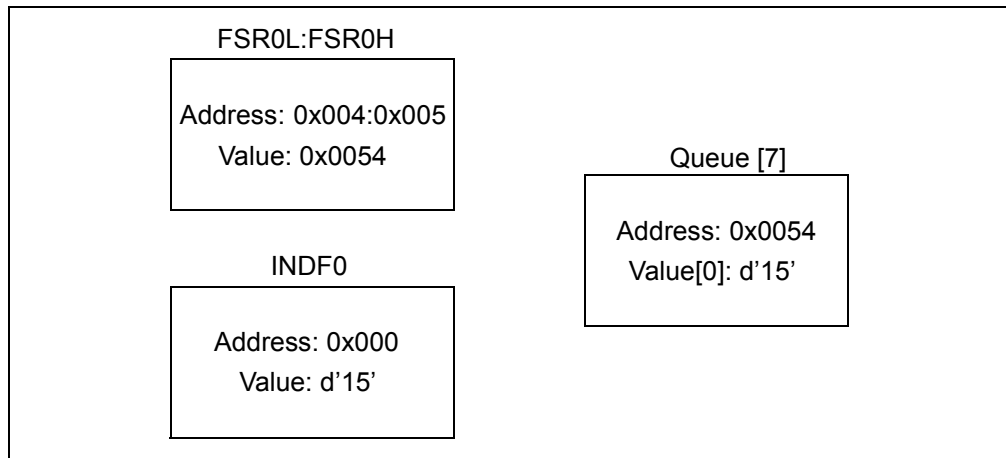 FSR0L:FSR0H
Address: 0x004:0x005
Value: 0x0054
Queue [7]
Address: 0x0054
Value[0]: d’15’
INDF0
Address: 0x000
Value: d’15’